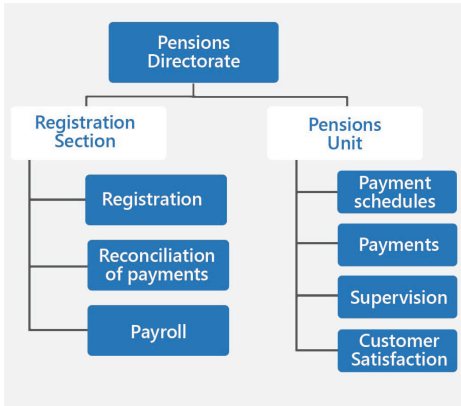 Pensions
Directorate
Registration
Section
Registration
Reconciliation
of payments
Payroll
Pensions
Unit
Payment
schedules
Payments
Supervision
Customer
Satisfaction